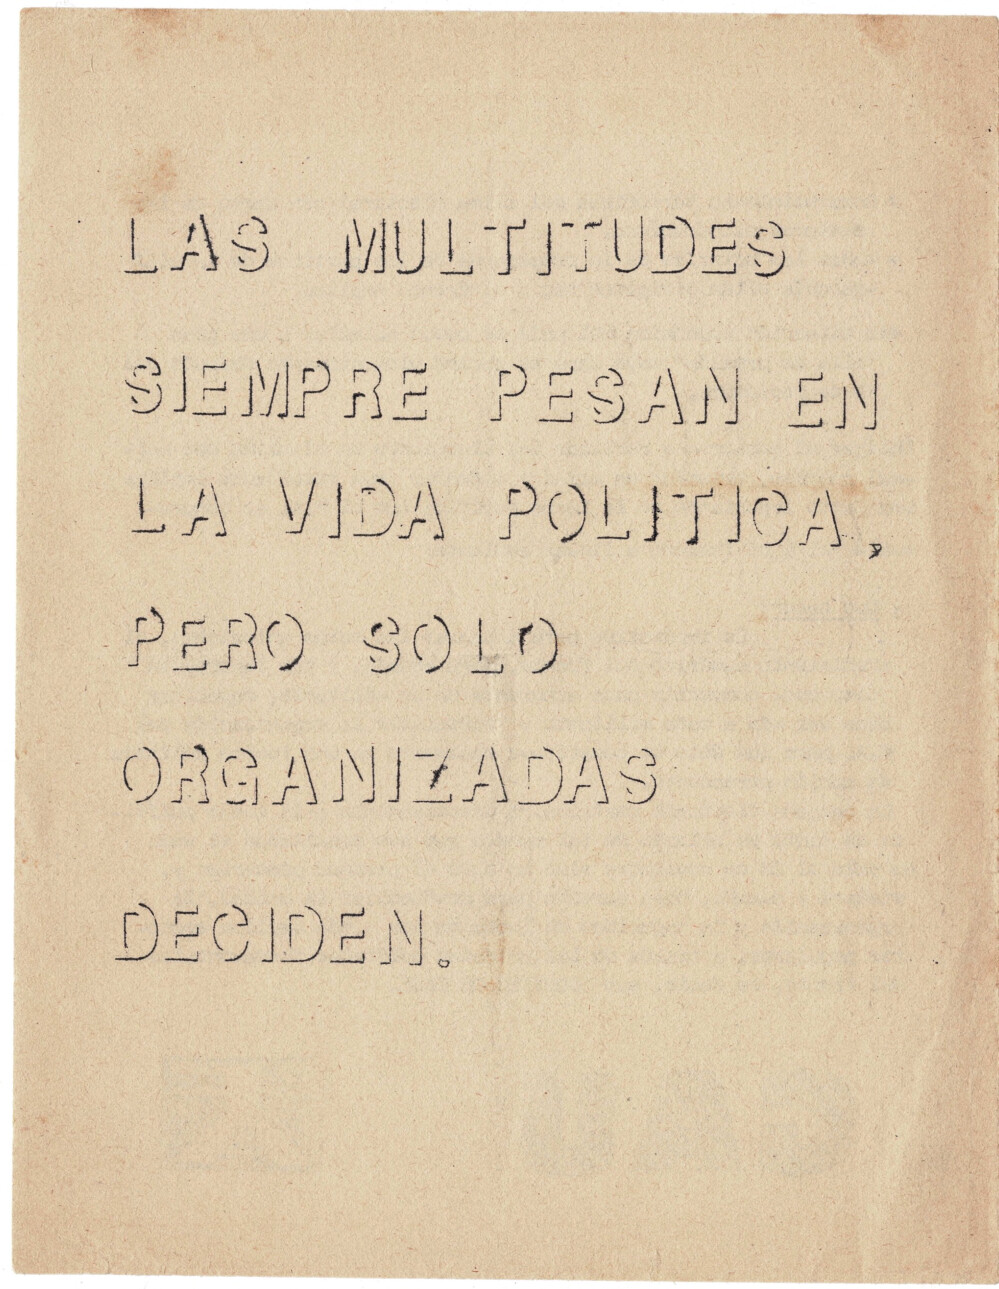 LAS MULTITUDES
SIEMPRE PESAN EN
LA VIDA POLITICA,
PERO SOLO
ORGANIZADAS
DECIDEN.